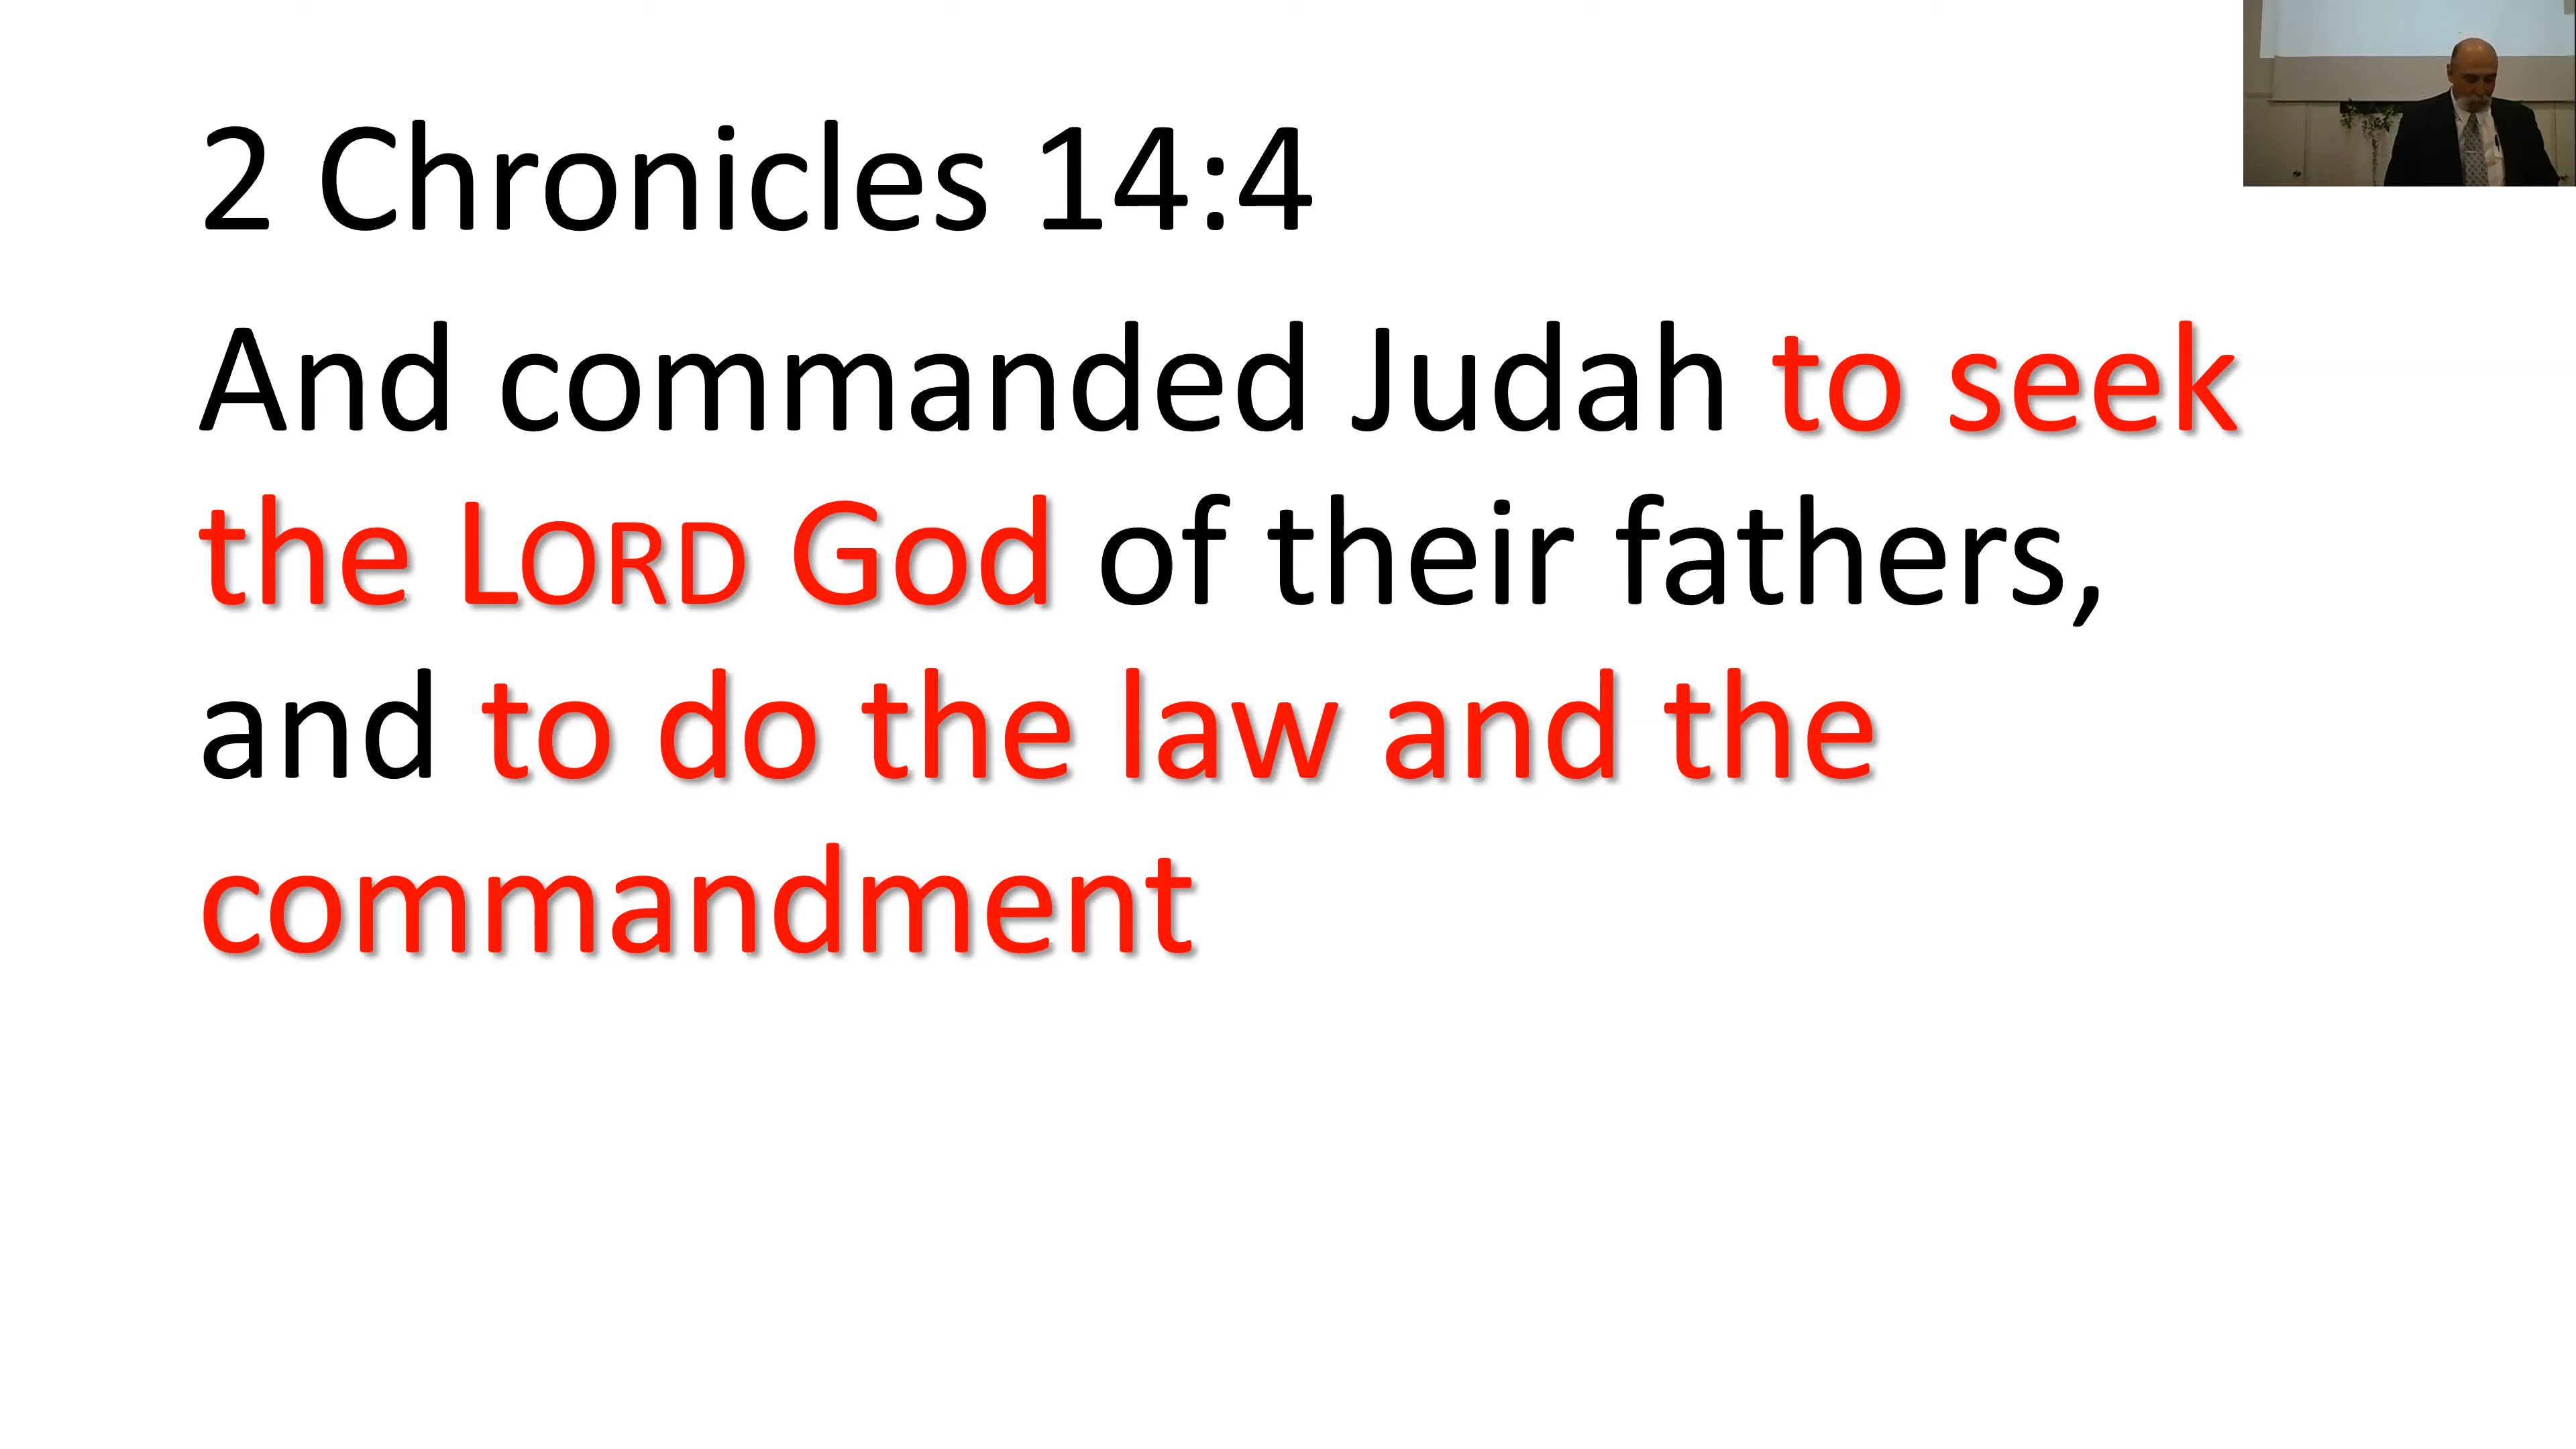 2 Chronicles 14:4
And commanded Judah to seek
the LORD God of their fathers,
and to do the law and the
commandment